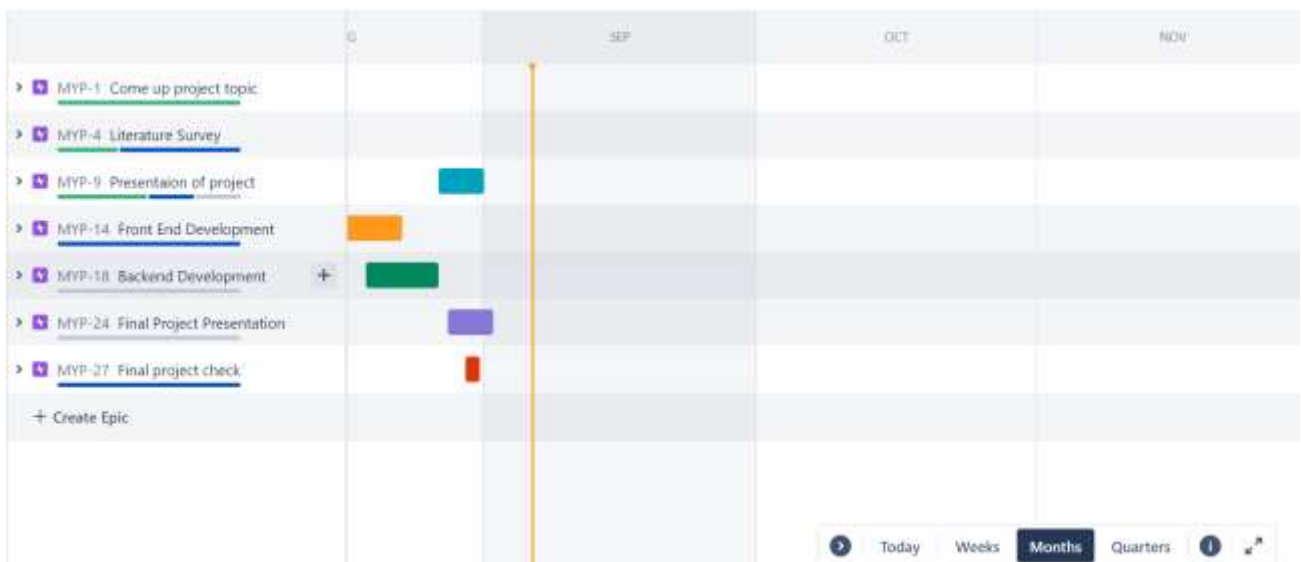 G SEP OCT NOV
MYP-1 Come up project topic
MYP-4 Literature Survey
MYP-9 Presentaion of project
MYP-14 Front End Development
MYP-18 Backend Development +
MYP-24 Final Project Presentation
MYP-27 Final project check
+ Create Epic
Today Weeks Months Quarters